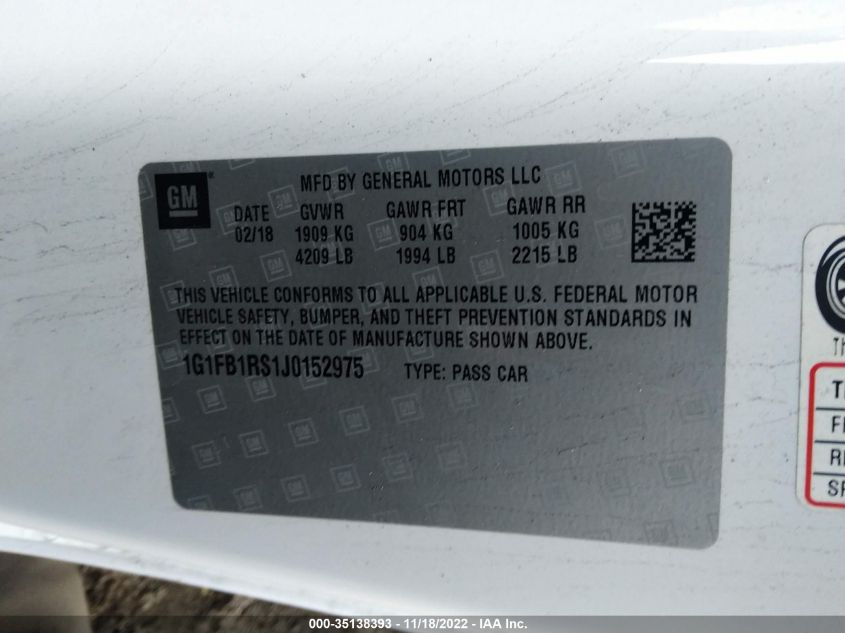 GM
MFD BY GENERAL MOTORS LLC
DATE GVWR GAWR FRT GAWR RR
02/18 1909 KG 904 KG 1005 KG
4209 LB 1994 LB 2215 LB
THIS VEHICLE CONFORMS TO ALL APPLICABLE U.S. FEDERAL MOTOR
VEHICLE SAFETY, BUMPER, AND THEFT PREVENTION STANDARDS IN
EFFECT ON THE DATE OF MANUFACTURE SHOWN ABOVE.
1G1FB1RS1J0152975 TYPE: PASS CAR
000-35138393 - 11/18/2022 - IAA Inc.